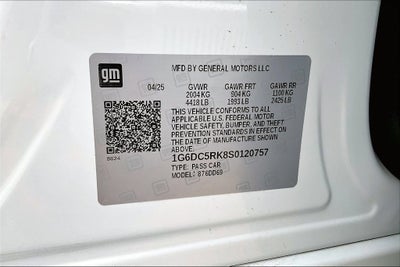 gm
MFD BY GENERAL MOTORS LLC
04/25 GVWR GAWR FRT GAWR RR
2004 KG 904 KG 1100 KG
4418 LB 1993 LB 2425 LB
THIS VEHICLE CONFORMS TO ALL
APPLICABLE U.S. FEDERAL MOTOR
VEHICLE SAFETY, BUMPER, AND THEFT
PREVENTION STANDARDS IN EFFECT ON
THE DATE OF MANUFACTURE SHOWN
ABOVE.
8824
1G6DC5RK8S0120757
TYPE: PASS CAR
MODEL: 876DD69